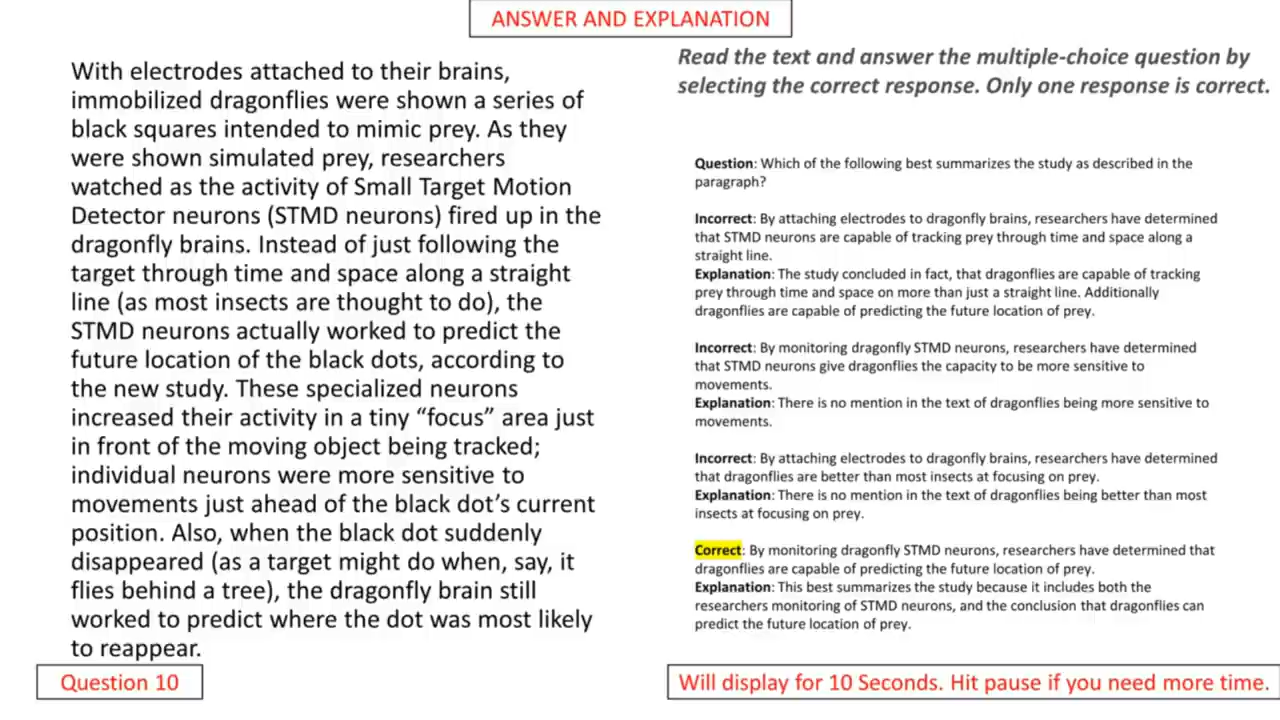 ANSWER AND EXPLANATION
With electrodes attached to their brains,
immobilized dragonflies were shown a series of
black squares intended to mimic prey. As they
were shown simulated prey, researchers
watched as the activity of Small Target Motion
Detector neurons (STMD neurons) fired up in the
dragonfly brains. Instead of just following the
target through time and space along a straight
line (as most insects are thought to do), the
STMD neurons actually worked to predict the
future location of the black dots, according to
the new study. These specialized neurons
increased their activity in a tiny “focus” area just
in front of the moving object being tracked;
individual neurons were more sensitive to
movements just ahead of the black dot’s current
position. Also, when the black dot suddenly
disappeared (as a target might do when, say, it
flies behind a tree), the dragonfly brain still
worked to predict where the dot was most likely
to reappear.
Question 10
Read the text and answer the multiple-choice question by
selecting the correct response. Only one response is correct.
Question: Which of the following best summarizes the study as described in the
paragraph?
Incorrect: By attaching electrodes to dragonfly brains, researchers have determined
that STMD neurons are capable of tracking prey through time and space along a
straight line.
Explanation: The study concluded in fact, that dragonflies are capable of tracking
prey through time and space on more than just a straight line. Additionally
dragonflies are capable of predicting the future location of prey.
Incorrect: By monitoring dragonfly STMD neurons, researchers have determined
that STMD neurons give dragonflies the capacity to be more sensitive to
movements.
Explanation: There is no mention in the text of dragonflies being more sensitive to
movements.
Incorrect: By attaching electrodes to dragonfly brains, researchers have determined
that dragonflies are better than most insects at focusing on prey.
Explanation: There is no mention in the text of dragonflies being better than most
insects at focusing on prey.
Correct: By monitoring dragonfly STMD neurons, researchers have determined that
dragonflies are capable of predicting the future location of prey.
Explanation: This best summarizes the study because it includes both the
researchers monitoring of STMD neurons, and the conclusion that dragonflies can
predict the future location of prey.
Will display for 10 Seconds. Hit pause if you need more time.